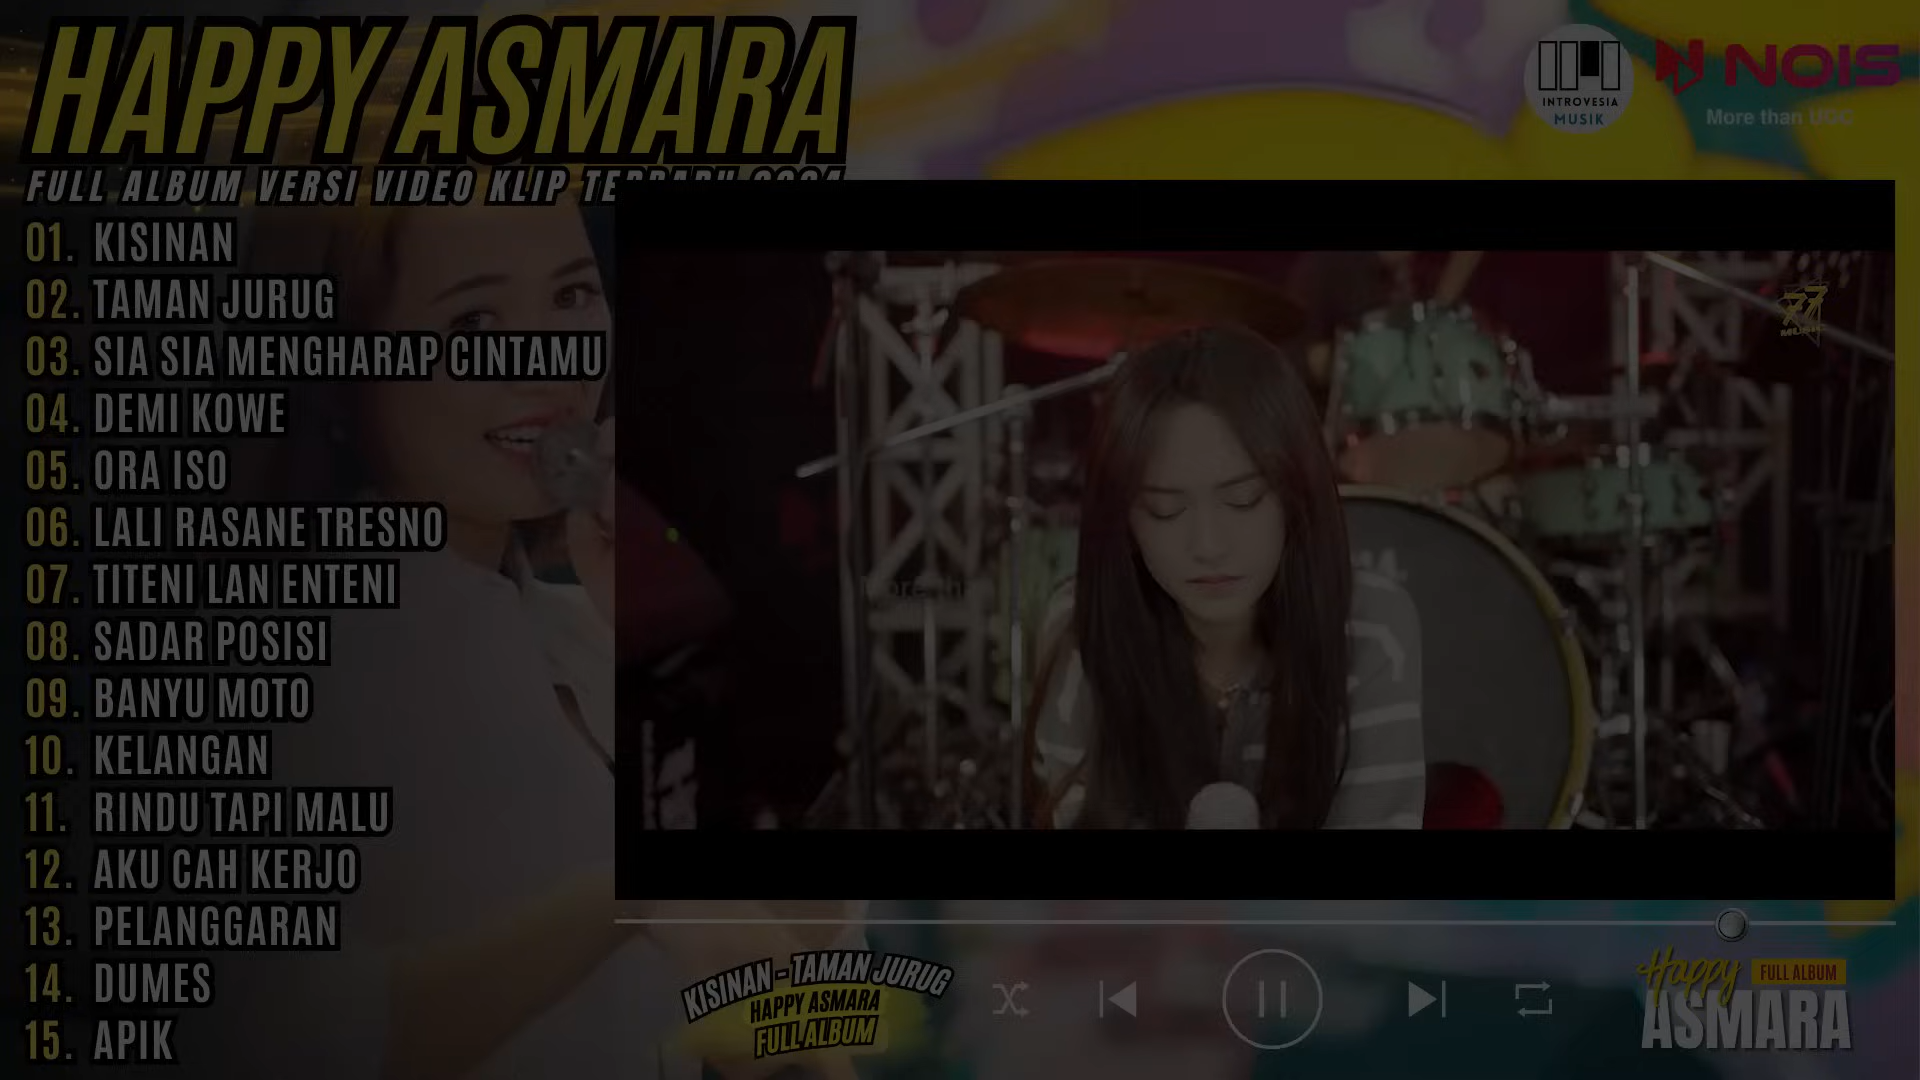 HAPPY ASMARA
FULL ALBUM VERSI VIDEO KLIP
INTROVESIA
MUSIK
NOIS
More than UGC
01. KISINAN
02. TAMAN JURUG
03. SIA SIA MENGHARAP CINTAMU
04. DEMI KOWE
05. ORA ISO
06. LALI RASANE TRESNO
07. TITENI LAN ENTENI
08. SADAR POSISI
09. BANYU MOTO
10. KELANGAN
11. RINDU TAPI MALU
12. AKU CAH KERJO
13. PELANGGARAN
14. DUMES
15. APIK
77
MUSIC
KISINAN - TAMAN JURUG
HAPPY ASMARA
FULL ALBUM
Happy
FULL ALBUM
ASMARA